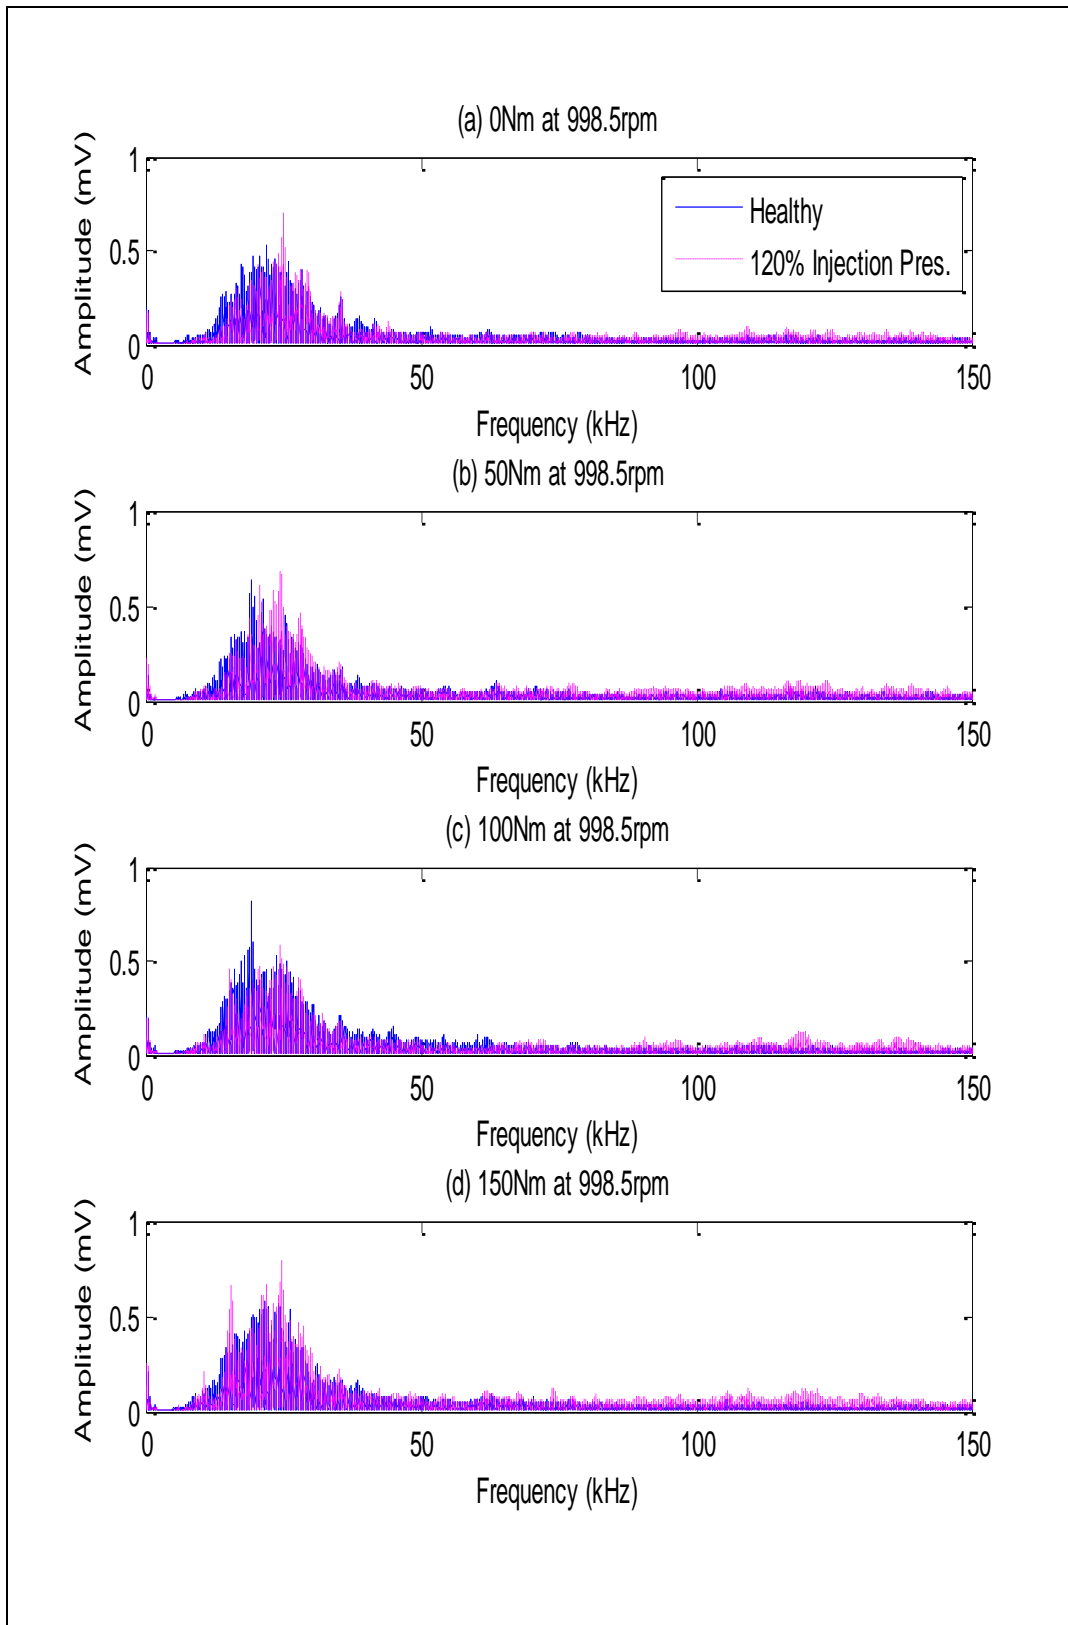 (a) 0Nm at 998.5rpm
Amplitude (mV)
1
0.5
0
Healthy
120% Injection Pres.
0 50 100 150
Frequency (kHz)
(b) 50Nm at 998.5rpm
Amplitude (mV)
1
0.5
0
0 50 100 150
Frequency (kHz)
(c) 100Nm at 998.5rpm
Amplitude (mV)
1
0.5
0
0 50 100 150
Frequency (kHz)
(d) 150Nm at 998.5rpm
Amplitude (mV)
1
0.5
0
0 50 100 150
Frequency (kHz)